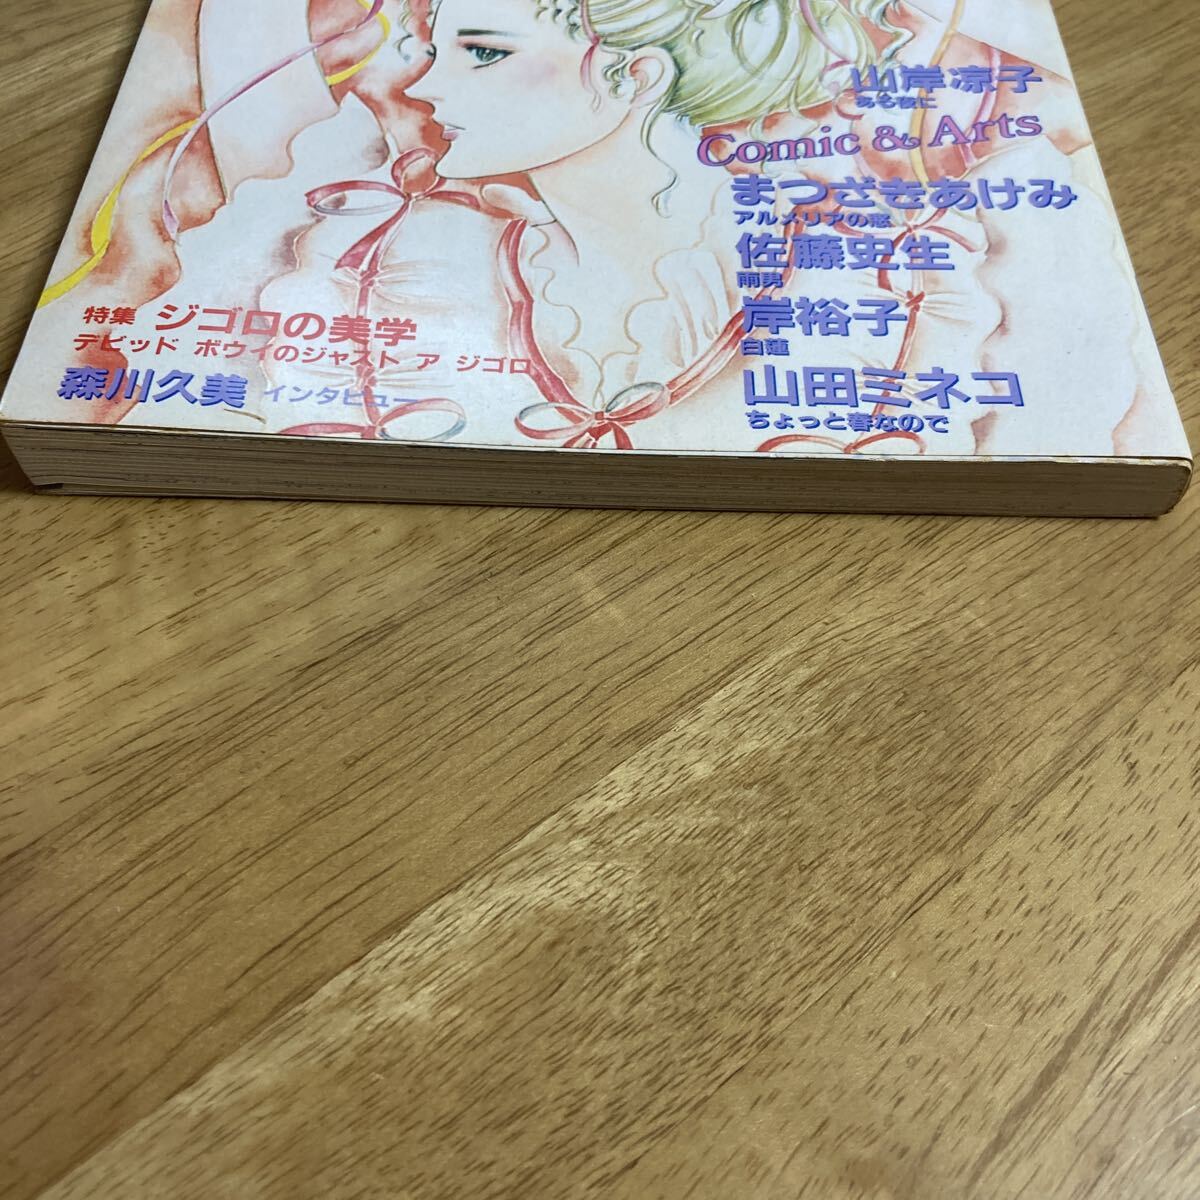 山岸凉子
ある夜に
Comic & Arts
まつざきあけみ
アルメリアの恋
佐藤史生
雨男
岸裕子
白蓮
山田ミネコ
ちょっと春なので
特集 ジゴロの美学
デビッド ボウイのジャスト ア ジゴロ
森川久美 インタビュー